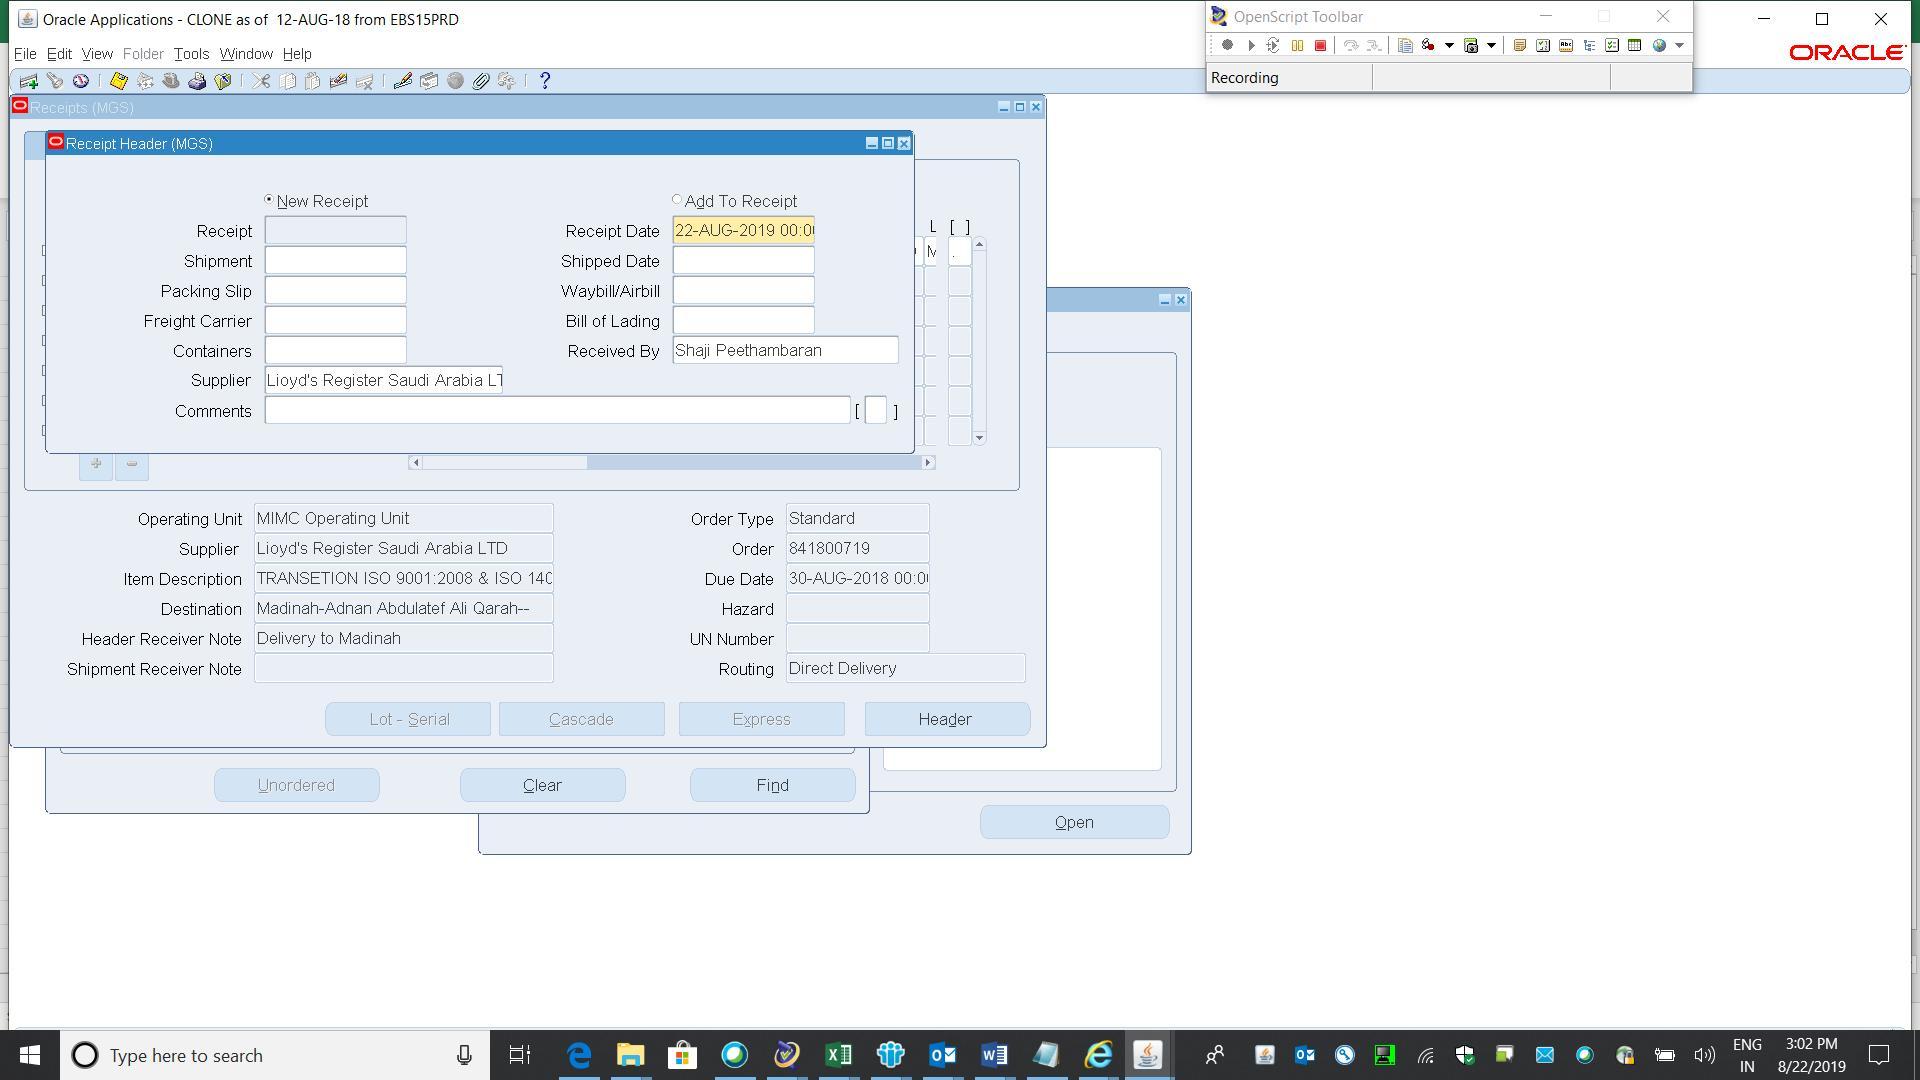 Oracle Applications - CLONE as of  12-AUG-18 from EBS15PRD
OpenScript Toolbar
File Edit View Folder Tools Window Help
ORACLE
Recording
Receipts (MGS)
Receipt Header (MGS)
New Receipt
Add To Receipt
Receipt
Receipt Date 22-AUG-2019 00:0
L [ ]
Shipment
Shipped Date
M .
Packing Slip
Waybill/Airbill
Freight Carrier
Bill of Lading
Containers
Received By Shaji Peethambaran
Supplier Lioyd's Register Saudi Arabia LT
Comments [ ]
Operating Unit MIMC Operating Unit
Order Type Standard
Supplier Lioyd's Register Saudi Arabia LTD
Order 841800719
Item Description TRANSETION ISO 9001:2008 & ISO 140
Due Date 30-AUG-2018 00:0
Destination Madinah-Adnan Abdulatef Ali Qarah--
Hazard
Header Receiver Note Delivery to Madinah
UN Number
Shipment Receiver Note
Routing Direct Delivery
Lot - Serial Cascade Express Header
Unordered Clear Find
Open
Type here to search
ENG
IN
3:02 PM
8/22/2019